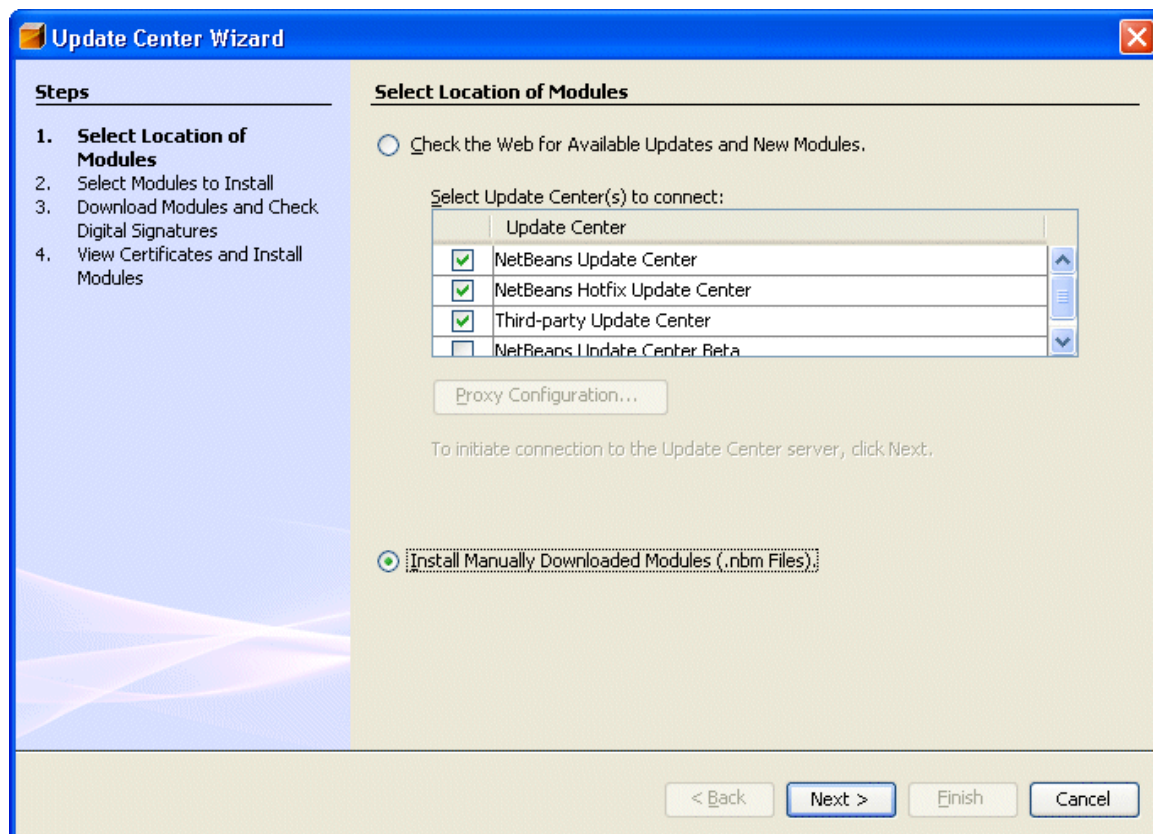 Update Center Wizard
Steps
1. Select Location of
Modules
2. Select Modules to Install
3. Download Modules and Check
Digital Signatures
4. View Certificates and Install
Modules
Select Location of Modules
Check the Web for Available Updates and New Modules.
Select Update Center(s) to connect:
Update Center
NetBeans Update Center
NetBeans Hotfix Update Center
Third-party Update Center
NetBeans Update Center Beta
Proxy Configuration...
To initiate connection to the Update Center server, click Next.
Install Manually Downloaded Modules (.nbm Files).
< Back
Next >
Finish
Cancel